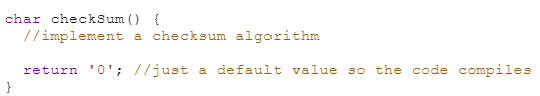 char checkSum() {
//implement a checksum algorithm
return '0'; //just a default value so the code compiles
}